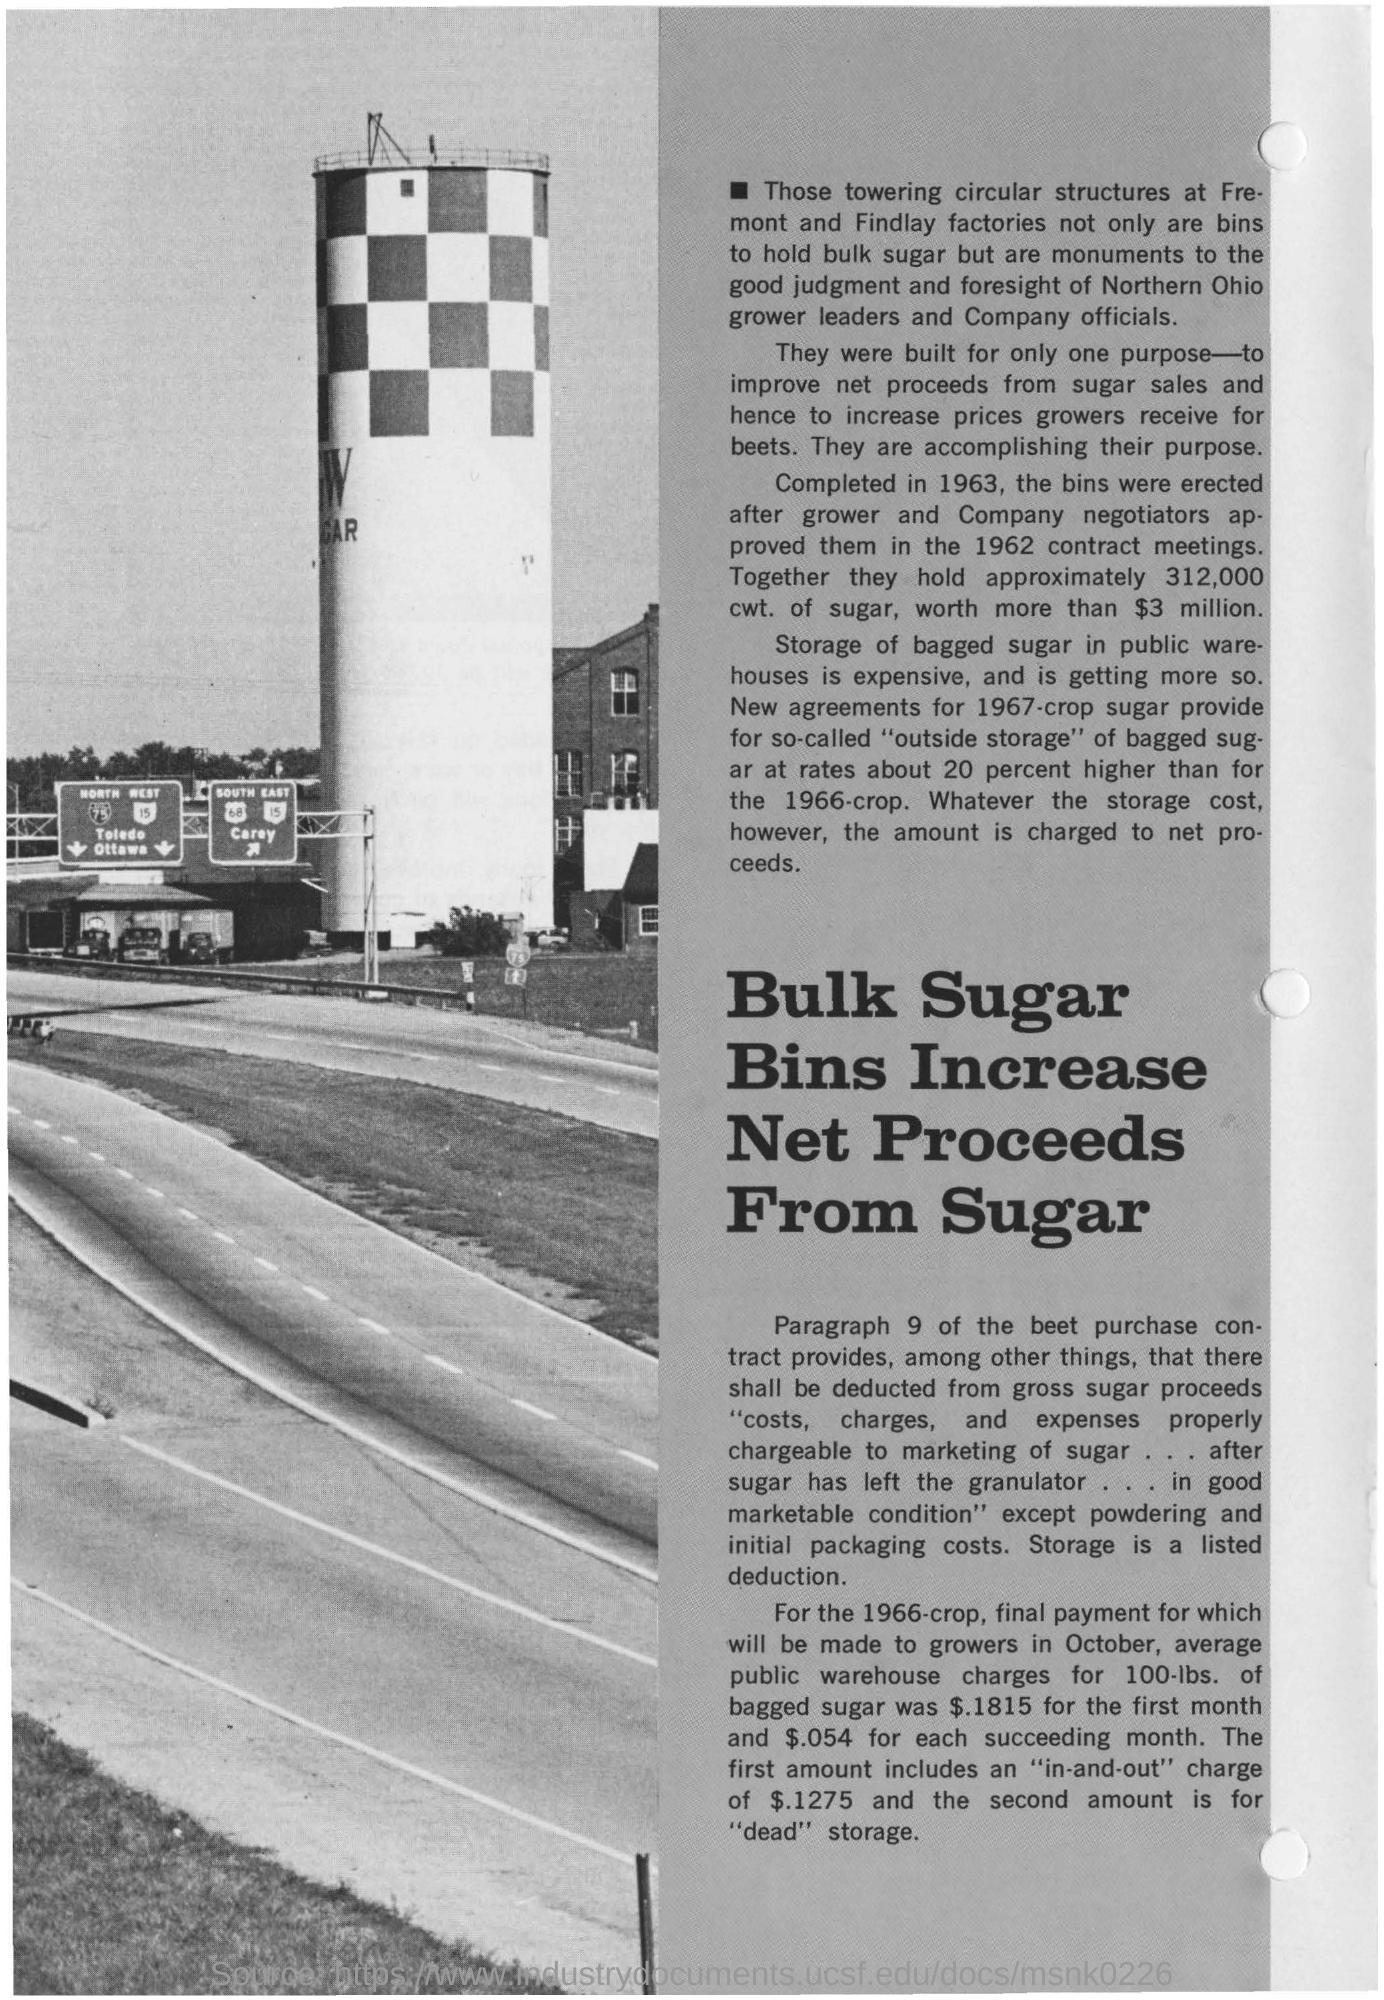 W
GAR
NORTH WEST
75 15
Toledo
Ottawa
SOUTH EAST
68 15
Carey
75
■ Those towering circular structures at Fre-
mont and Findlay factories not only are bins
to hold bulk sugar but are monuments to the
good judgment and foresight of Northern Ohio
grower leaders and Company officials.
They were built for only one purpose—to
improve net proceeds from sugar sales and
hence to increase prices growers receive for
beets. They are accomplishing their purpose.
Completed in 1963, the bins were erected
after grower and Company negotiators ap-
proved them in the 1962 contract meetings.
Together they hold approximately 312,000
cwt. of sugar, worth more than $3 million.
Storage of bagged sugar in public ware-
houses is expensive, and is getting more so.
New agreements for 1967-crop sugar provide
for so-called "outside storage" of bagged sug-
ar at rates about 20 percent higher than for
the 1966-crop. Whatever the storage cost,
however, the amount is charged to net pro-
ceeds.
Bulk Sugar
Bins Increase
Net Proceeds
From Sugar
Paragraph 9 of the beet purchase con-
tract provides, among other things, that there
shall be deducted from gross sugar proceeds
"costs, charges, and expenses properly
chargeable to marketing of sugar . . . after
sugar has left the granulator . . . in good
marketable condition" except powdering and
initial packaging costs. Storage is a listed
deduction.
For the 1966-crop, final payment for which
will be made to growers in October, average
public warehouse charges for 100-lbs. of
bagged sugar was $.1815 for the first month
and $.054 for each succeeding month. The
first amount includes an "in-and-out" charge
of $.1275 and the second amount is for
"dead" storage.
Source: https://www.industrydocuments.ucsf.edu/docs/msnk0226